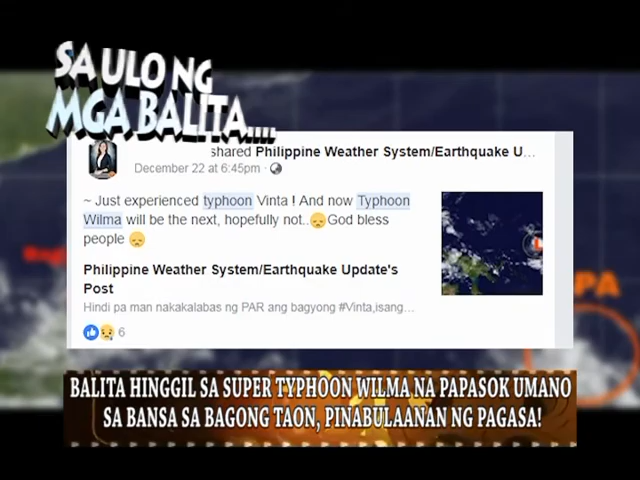 SA ULO NG
MGA BALITA....
shared Philippine Weather System/Earthquake U...
December 22 at 6:45pm ·
~ Just experienced typhoon Vinta ! And now Typhoon
Wilma will be the next, hopefully not..😞God bless
people 😞
Philippine Weather System/Earthquake Update's
Post
Hindi pa man nakakalabas ng PAR ang bagyong #Vinta,isang...
6
PA
BALITA HINGGIL SA SUPER TYPHOON WILMA NA PAPASOK UMANO
SA BANSA SA BAGONG TAON, PINABULAANAN NG PAGASA!